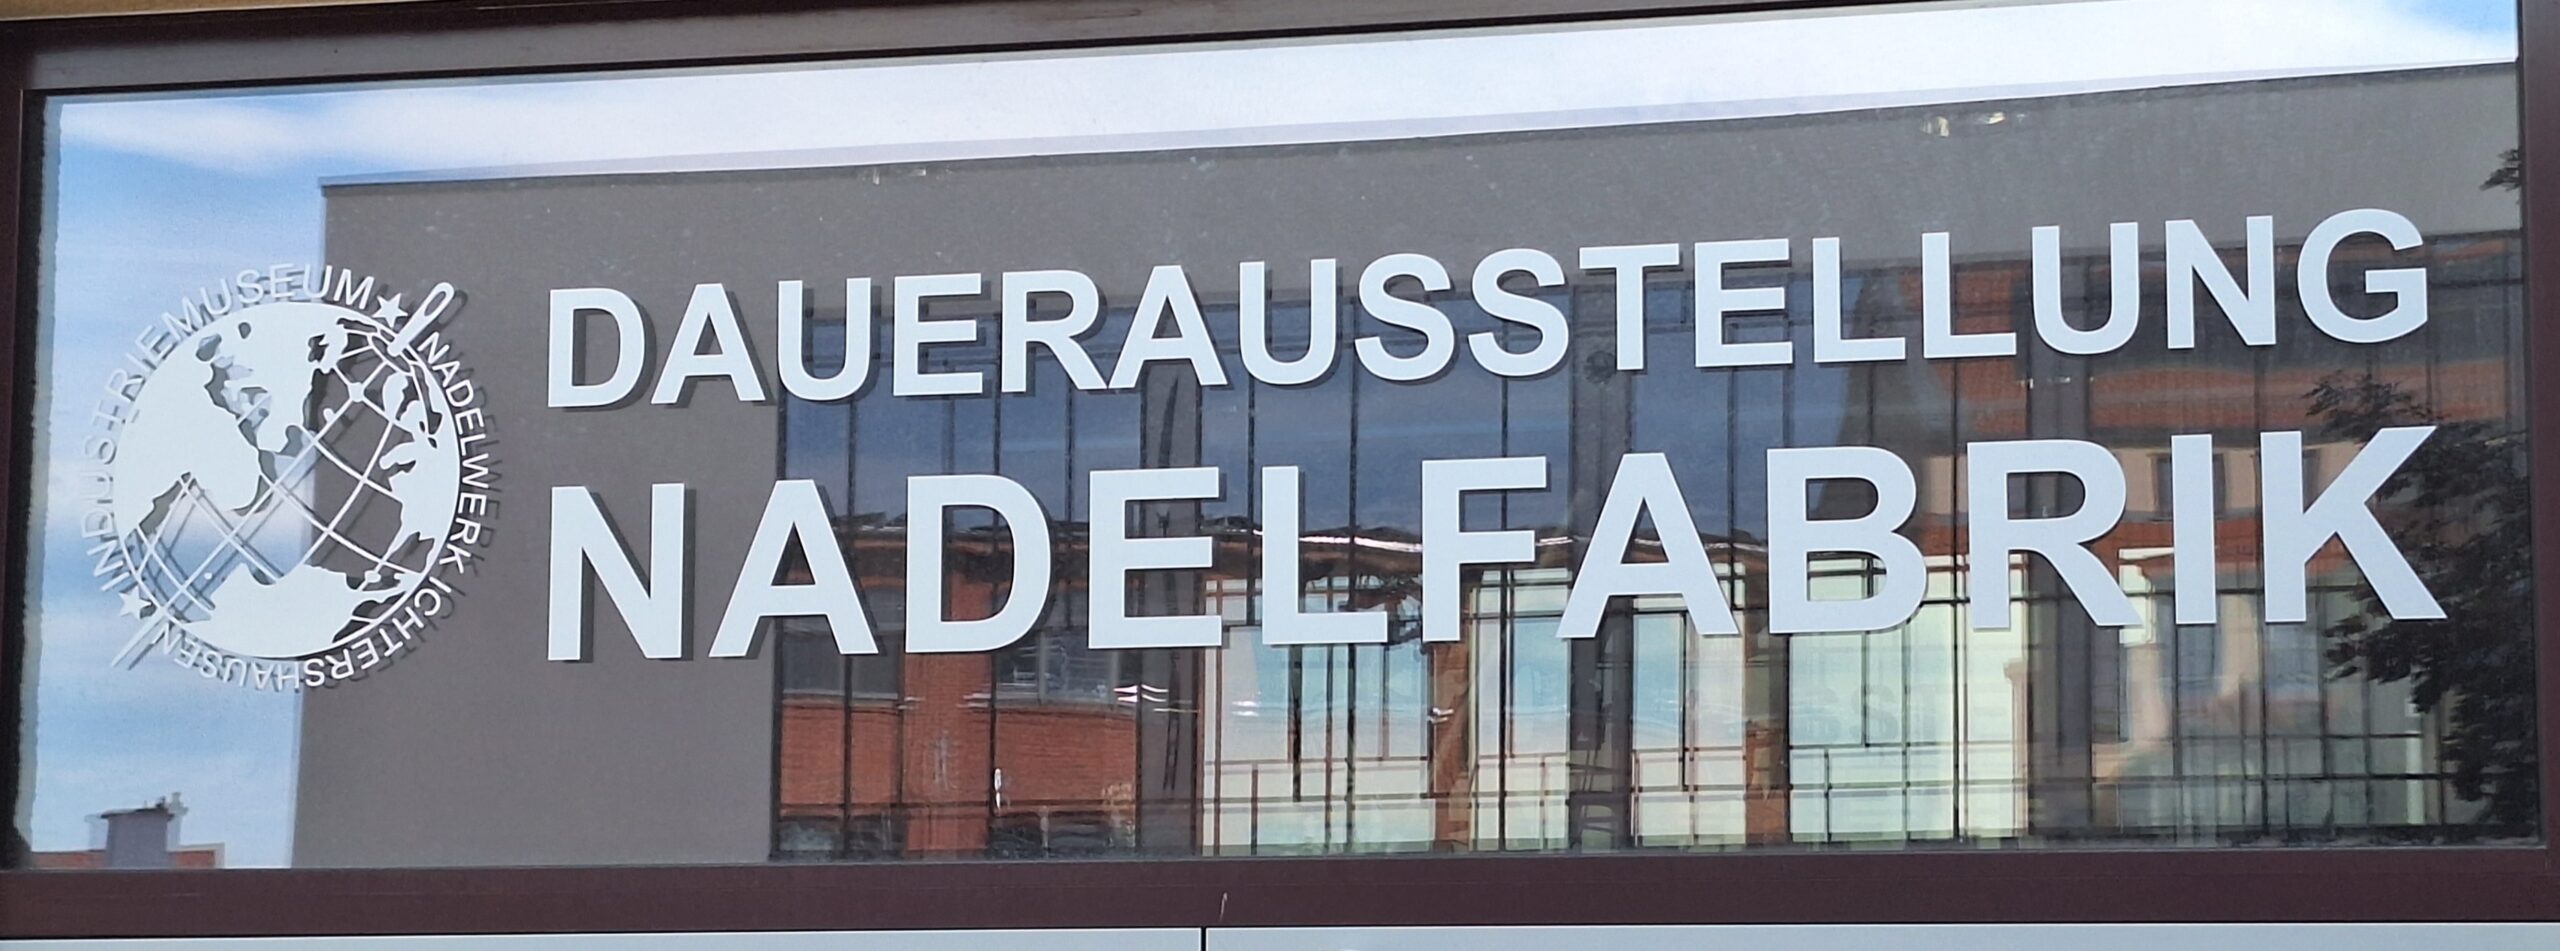 INDUSTRIEMUSEUM
NADELWERK ICHTERSHAUSEN
DAUERAUSSTELLUNG
NADELFABRIK